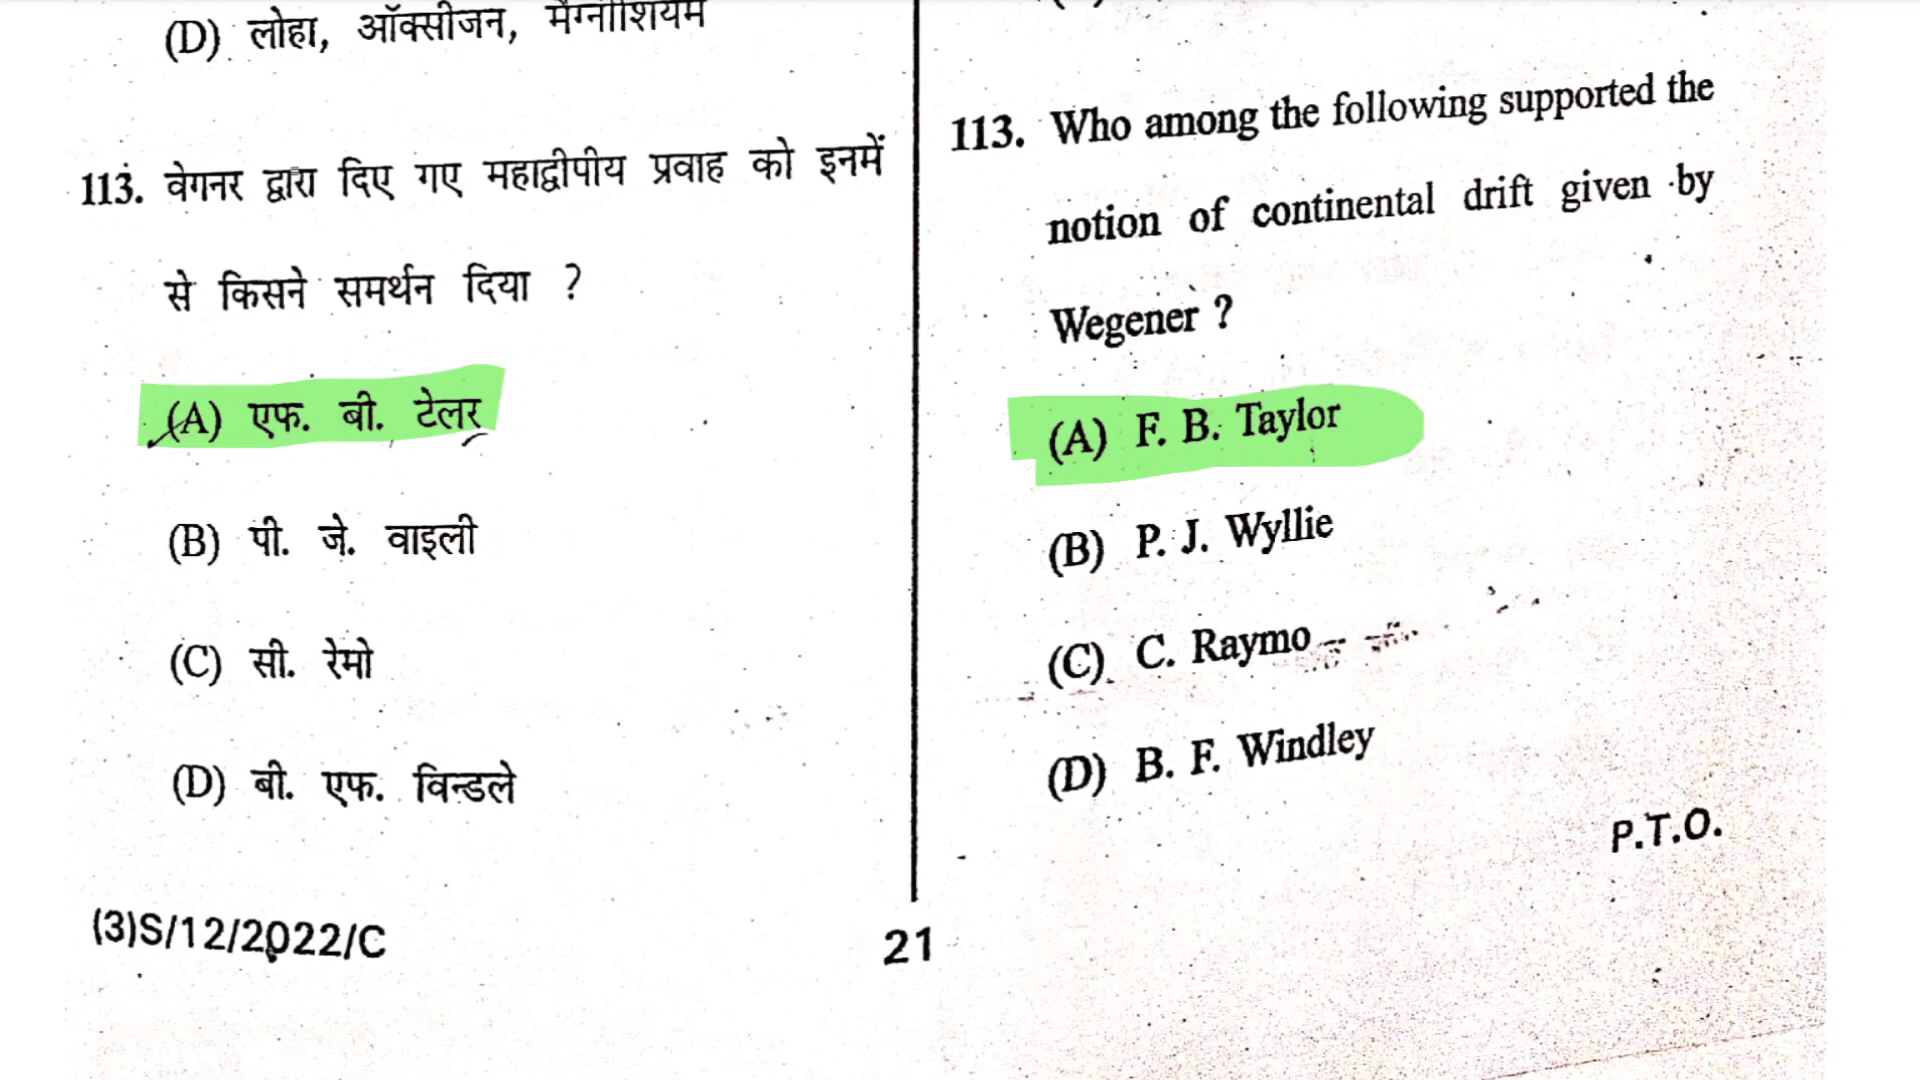 (D) लोहा, ऑक्सीजन, मैग्नीशियम
113. वेगनर द्वारा दिए गए महाद्वीपीय प्रवाह को इनमें
से किसने समर्थन दिया ?
(A) एफ. बी. टेलर
(B) पी. जे. वाइली
(C) सी. रेमो
(D) बी. एफ. विन्डले
(3)S/12/2022/C
113. Who among the following supported the
notion of continental drift given by
Wegener ?
(A) F. B. Taylor
(B) P. J. Wyllie
(C) C. Raymo
(D) B. F. Windley
P.T.O.
21